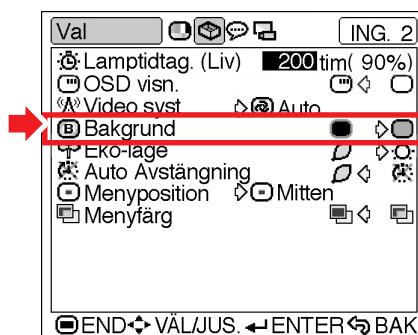 Val ING. 2
Lamptidtag. (Liv) 200 tim( 90%)
OSD visn.
Video syst Auto
B Bakgrund
Eko-läge
Auto Avstängning
Menyposition Mitten
Menyfärg
END VÄL/JUS. ENTER BAK